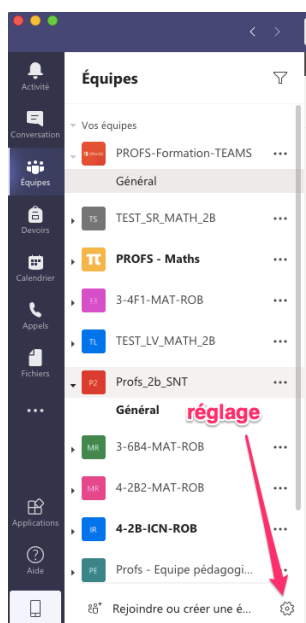 Activité
Conversation
Équipes
Devoirs
Calendrier
Appels
Fichiers
Applications
Aide
Équipes
Vos équipes
PROFS-Formation-TEAMS
Général
TS TEST_SR_MATH_2B
PROFS - Maths
33 3-4F1-MAT-ROB
TL TEST_LV_MATH_2B
P2 Profs_2b_SNT
Général
réglage
MR 3-6B4-MAT-ROB
MR 4-2B2-MAT-ROB
IR 4-2B-ICN-ROB
PE Profs - Equipe pédagogi...
Rejoindre ou créer une é...